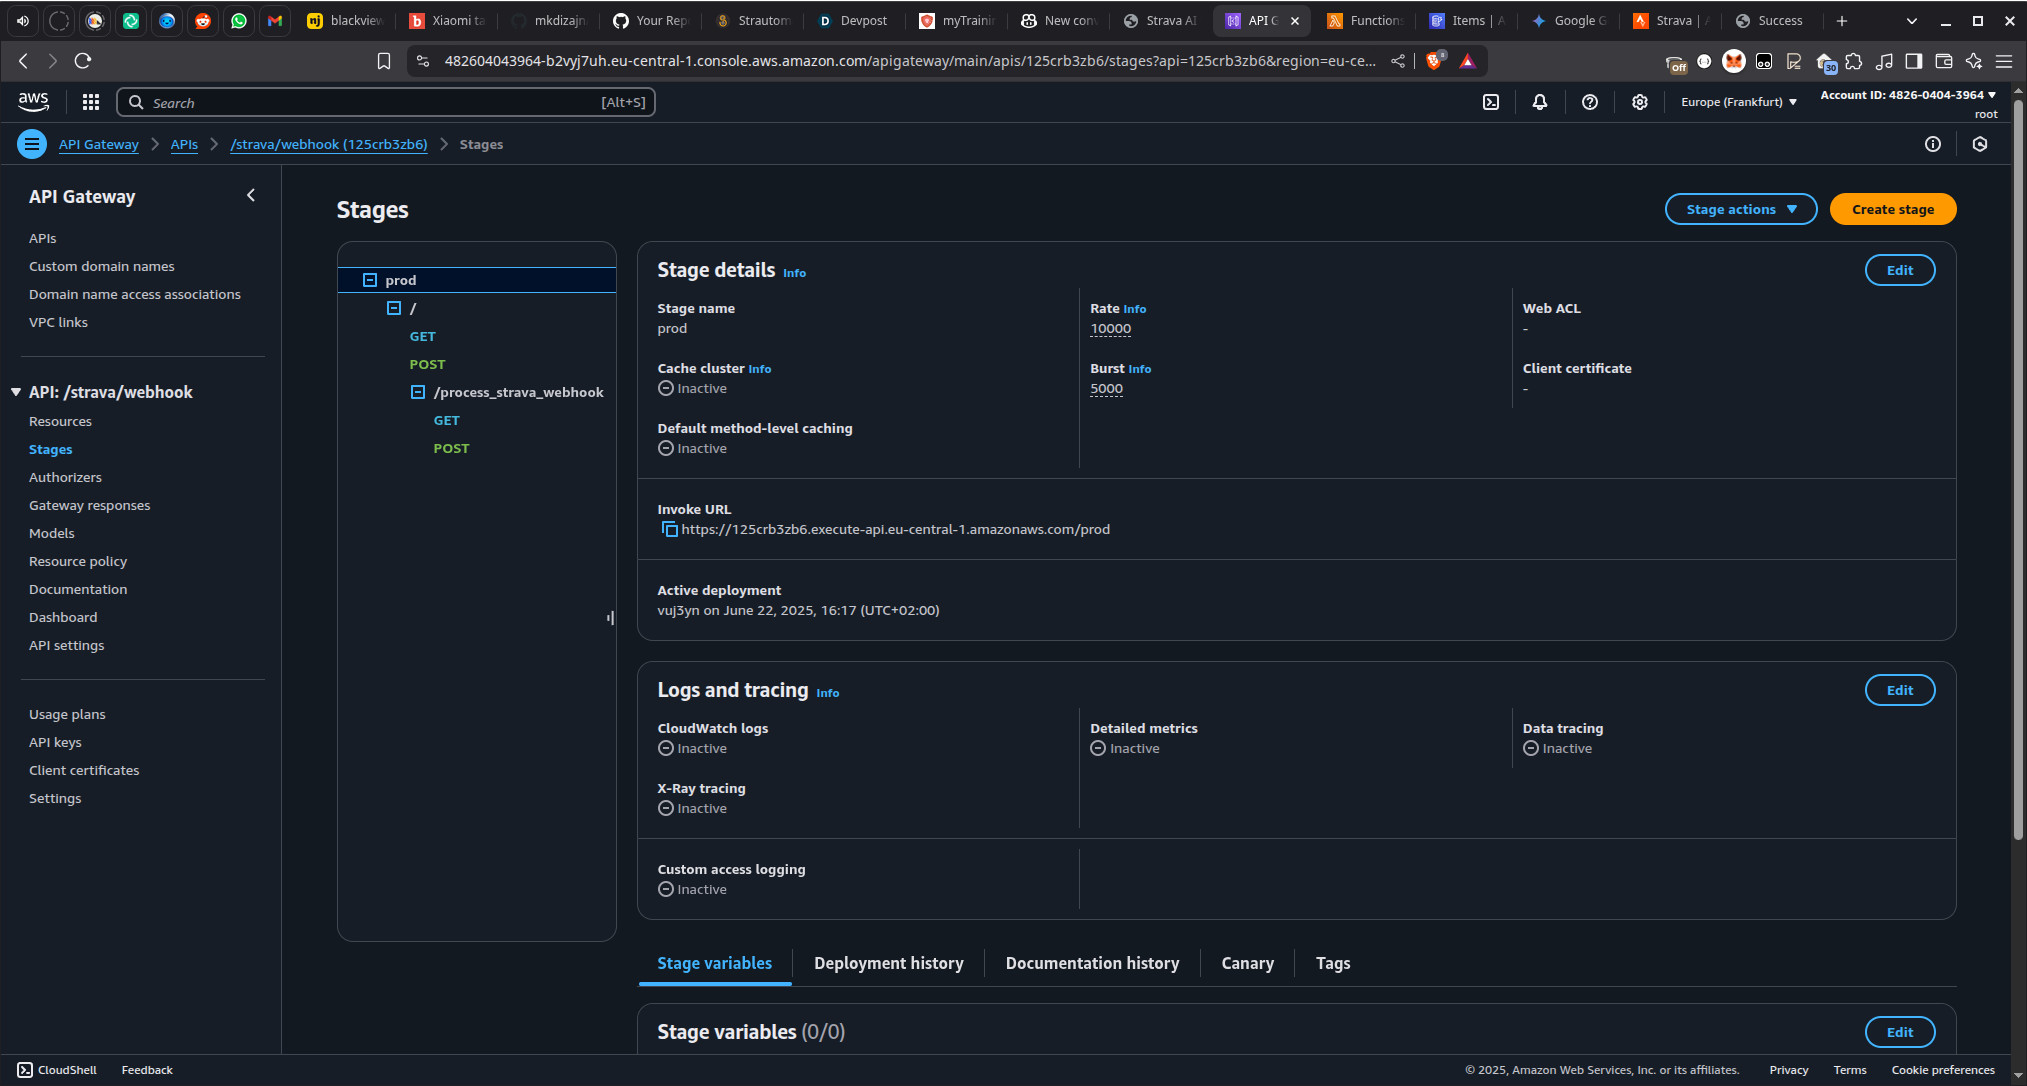 blackview
Xiaomi ta
mkdizajn
Your Rep
Strautom
Devpost
myTrainin
New conv
Strava AI
API G
Functions
Items | A
Google G
Strava | A
Success
482604043964-b2vyj7uh.eu-central-1.console.aws.amazon.com/apigateway/main/apis/125crb3zb6/stages?api=125crb3zb6&region=eu-ce...
Off
30
aws
Search
[Alt+S]
Europe (Frankfurt)
Account ID: 4826-0404-3964
root
API Gateway
APIs
/strava/webhook (125crb3zb6)
Stages
API Gateway
APIs
Custom domain names
Domain name access associations
VPC links
API: /strava/webhook
Resources
Stages
Authorizers
Gateway responses
Models
Resource policy
Documentation
Dashboard
API settings
Usage plans
API keys
Client certificates
Settings
Stages
Stage actions
Create stage
prod
/
GET
POST
/process_strava_webhook
GET
POST
Stage details Info
Edit
Stage name
prod
Rate Info
10000
Web ACL
-
Cache cluster Info
Inactive
Burst Info
5000
Client certificate
-
Default method-level caching
Inactive
Invoke URL
https://125crb3zb6.execute-api.eu-central-1.amazonaws.com/prod
Active deployment
vuj3yn on June 22, 2025, 16:17 (UTC+02:00)
Logs and tracing Info
Edit
CloudWatch logs
Inactive
Detailed metrics
Inactive
Data tracing
Inactive
X-Ray tracing
Inactive
Custom access logging
Inactive
Stage variables
Deployment history
Documentation history
Canary
Tags
Stage variables (0/0)
Edit
CloudShell
Feedback
© 2025, Amazon Web Services, Inc. or its affiliates.
Privacy
Terms
Cookie preferences